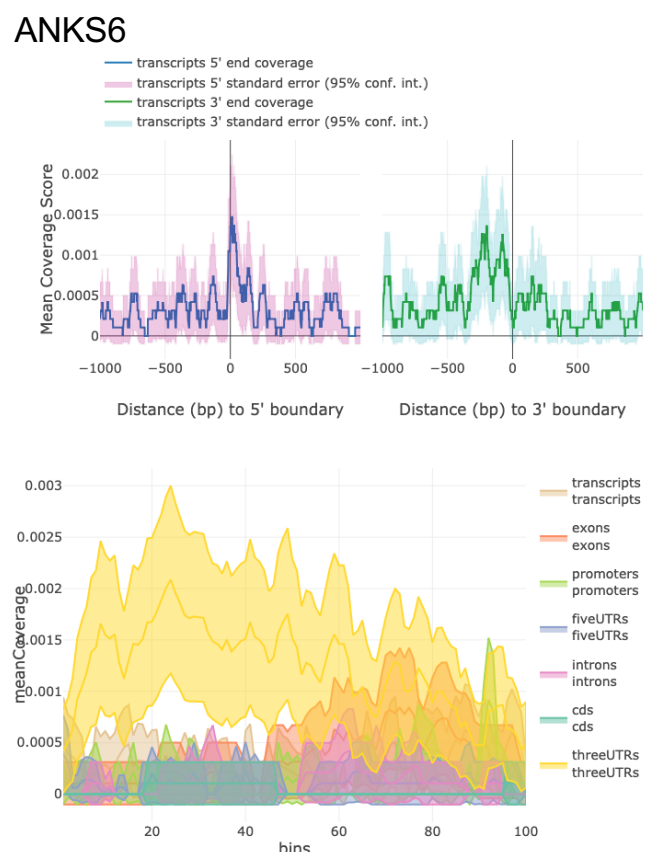 ANKS6
transcripts 5' end coverage
transcripts 5' standard error (95% conf. int.)
transcripts 3' end coverage
transcripts 3' standard error (95% conf. int.)
Mean Coverage Score
0.002
0.0015
0.001
0.0005
0
−1000 −500 0 500
−1000 −500 0 500
Distance (bp) to 5' boundary
Distance (bp) to 3' boundary
meanCoverage
0.003
0.0025
0.002
0.0015
0.001
0.0005
0
20 40 60 80 100
bins
transcripts
transcripts
exons
exons
promoters
promoters
fiveUTRs
fiveUTRs
introns
introns
cds
cds
threeUTRs
threeUTRs